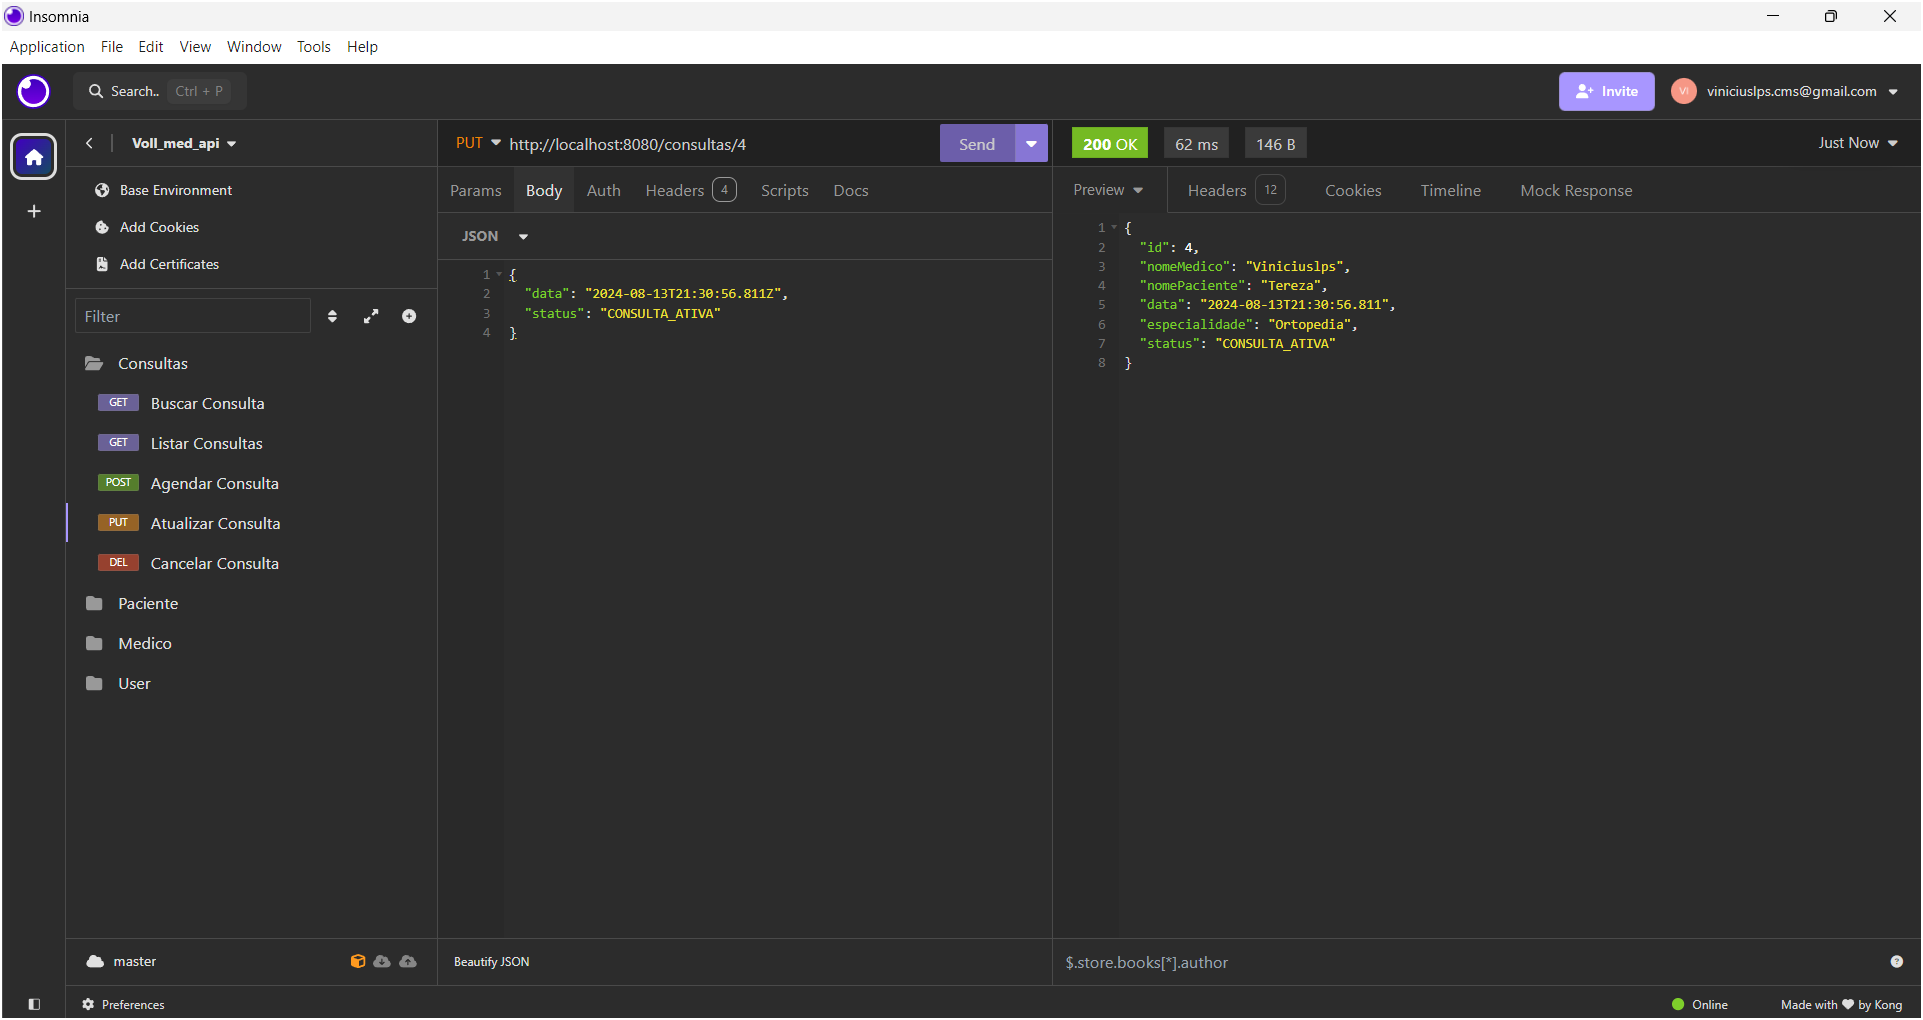 Insomnia
Application File Edit View Window Tools Help
Search.. Ctrl + P
Invite
VI viniciuslps.cms@gmail.com
Voll_med_api
Base Environment
Add Cookies
Add Certificates
Filter
Consultas
GET Buscar Consulta
GET Listar Consultas
POST Agendar Consulta
PUT Atualizar Consulta
DEL Cancelar Consulta
Paciente
Medico
User
master
Preferences
PUT http://localhost:8080/consultas/4 Send
Params Body Auth Headers 4 Scripts Docs
JSON
1 {
2 "data": "2024-08-13T21:30:56.811Z",
3 "status": "CONSULTA_ATIVA"
4 }
Beautify JSON
200 OK 62 ms 146 B Just Now
Preview Headers 12 Cookies Timeline Mock Response
1 {
2 "id": 4,
3 "nomeMedico": "Viniciuslps",
4 "nomePaciente": "Tereza",
5 "data": "2024-08-13T21:30:56.811",
6 "especialidade": "Ortopedia",
7 "status": "CONSULTA_ATIVA"
8 }
$.store.books[*].author
?
Online Made with ♥ by Kong